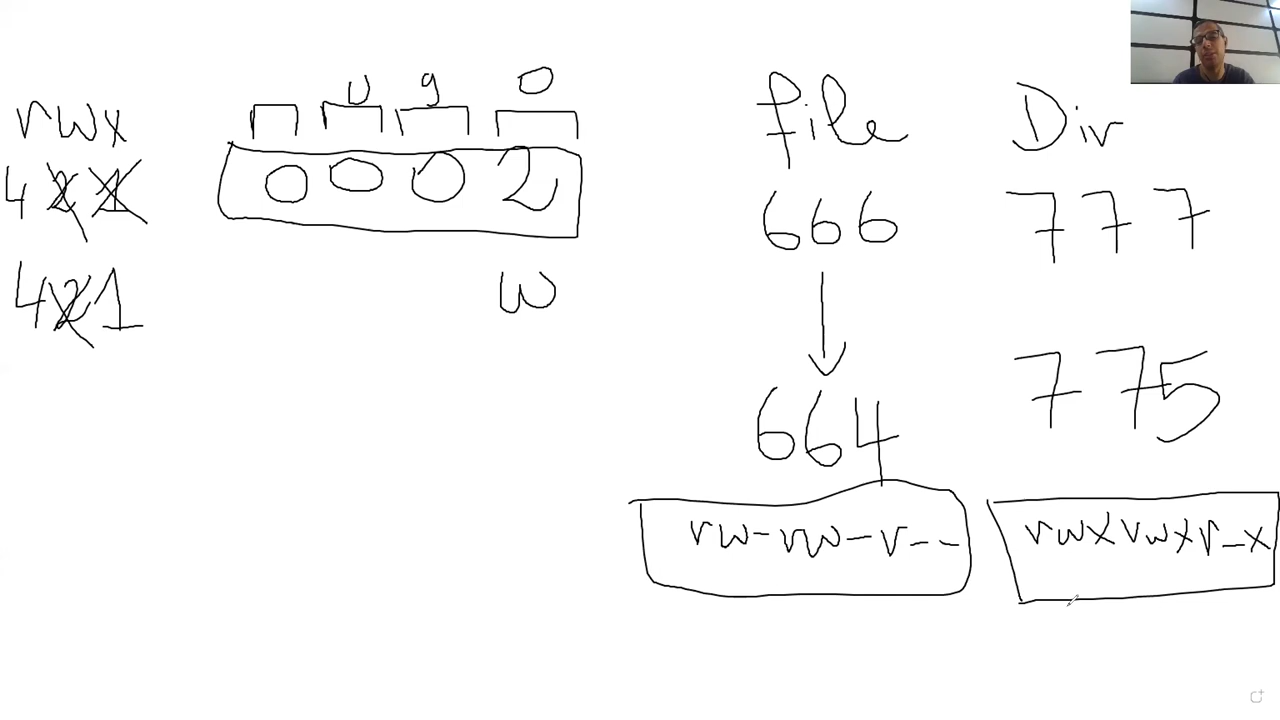 u g o
rwx
4 2 1
0 0 0 2
4 2 1
w
file Dir
666 777
664 775
rw-rw-r-- rwxrwxr-x